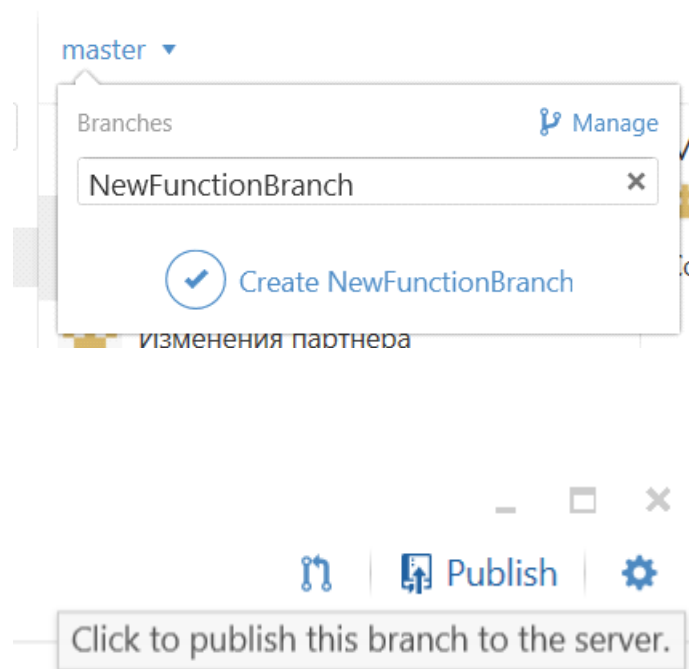 master
Branches
Manage
NewFunctionBranch
Create NewFunctionBranch
Изменения партнера
Publish
Click to publish this branch to the server.